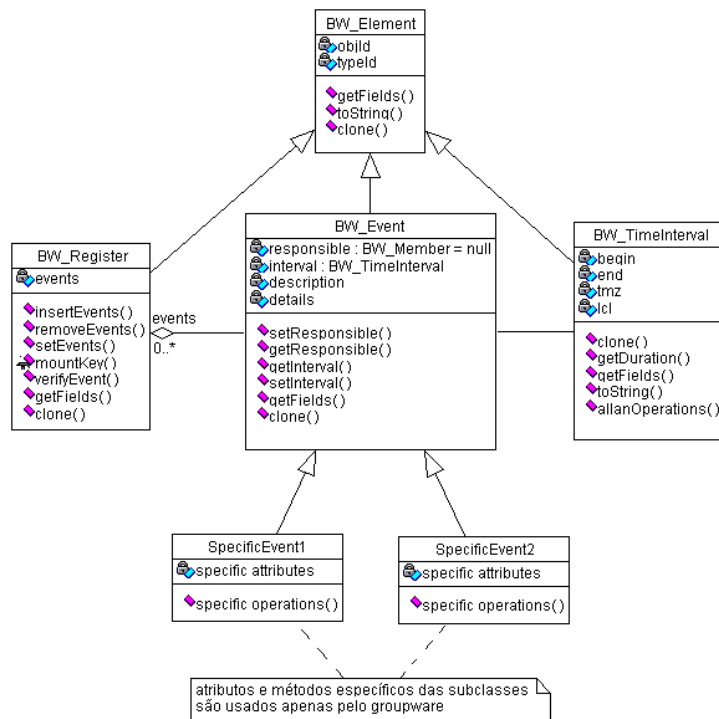 BW_Element
objId
typeId
getFields()
toString()
clone()
BW_Event
responsible : BW_Member = null
interval : BW_TimeInterval
description
details
setResponsible()
getResponsible()
getInterval()
setInterval()
getFields()
clone()
BW_Register
events
insertEvents()
removeEvents()
setEvents()
mountKey()
verifyEvent()
getFields()
clone()
events
0..*
BW_TimeInterval
begin
end
tmz
lcl
clone()
getDuration()
getFields()
toString()
allanOperations()
SpecificEvent1
specific attributes
specific operations()
SpecificEvent2
specific attributes
specific operations()
atributos e métodos específicos das subclasses
são usados apenas pelo groupware